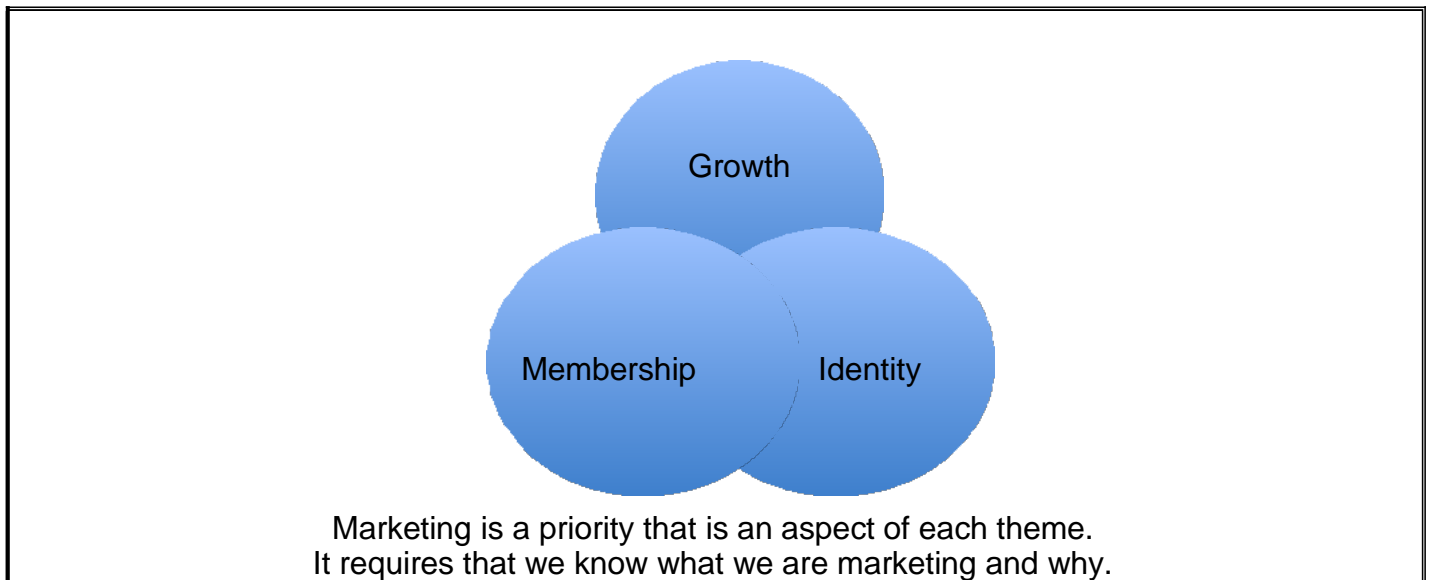 Growth
Membership Identity
Marketing is a priority that is an aspect of each theme.
It requires that we know what we are marketing and why.